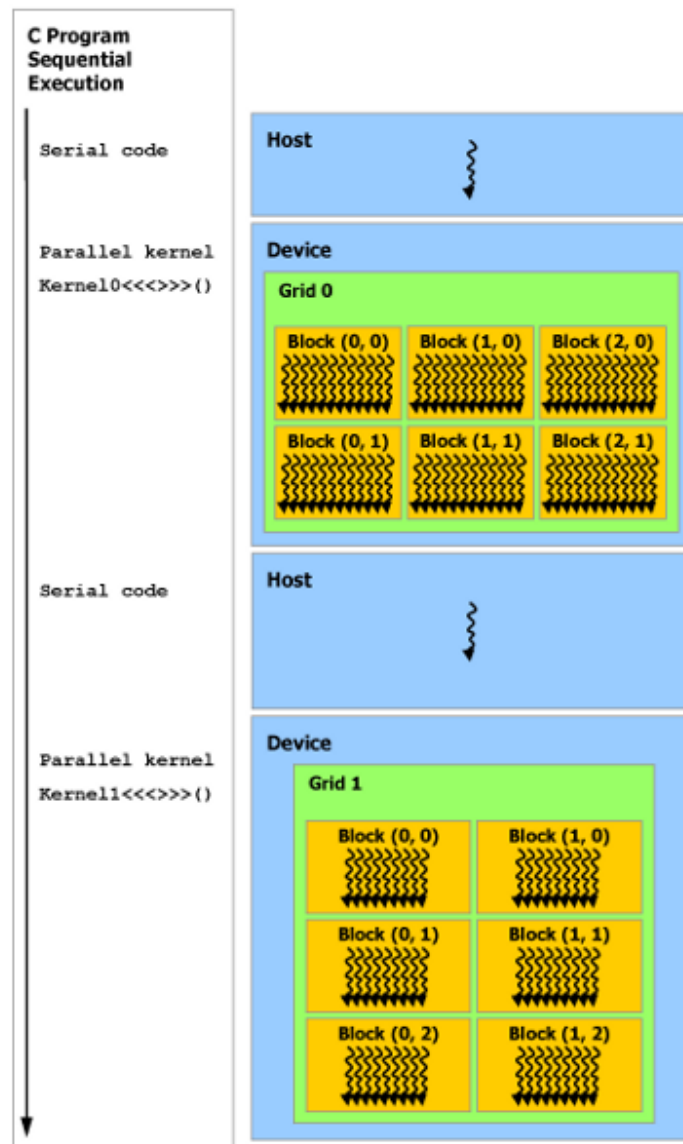 C Program
Sequential
Execution
Serial code
Host
Parallel kernel
Kernel0<<<>>>()
Device
Grid 0
Block (0, 0)
Block (1, 0)
Block (2, 0)
Block (0, 1)
Block (1, 1)
Block (2, 1)
Serial code
Host
Parallel kernel
Kernel1<<<>>>()
Device
Grid 1
Block (0, 0)
Block (1, 0)
Block (0, 1)
Block (1, 1)
Block (0, 2)
Block (1, 2)